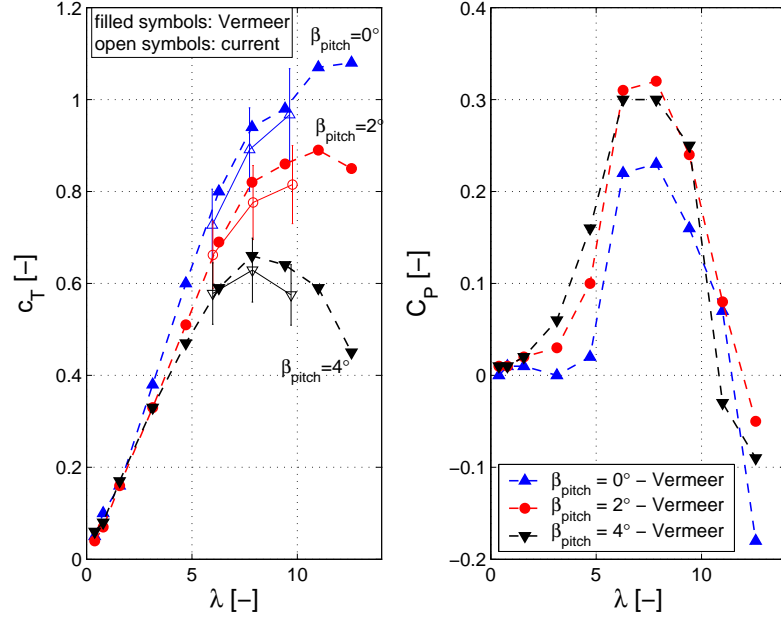 filled symbols: Vermeer
open symbols: current
β_pitch=0°
β_pitch=2°
β_pitch=4°
1.2
1
0.8
0.6
0.4
0.2
0
0
5
10
c_T [−]
λ [−]
0.4
0.3
0.2
0.1
0
−0.1
−0.2
0
5
10
C_P [−]
λ [−]
β_pitch = 0° − Vermeer
β_pitch = 2° − Vermeer
β_pitch = 4° − Vermeer